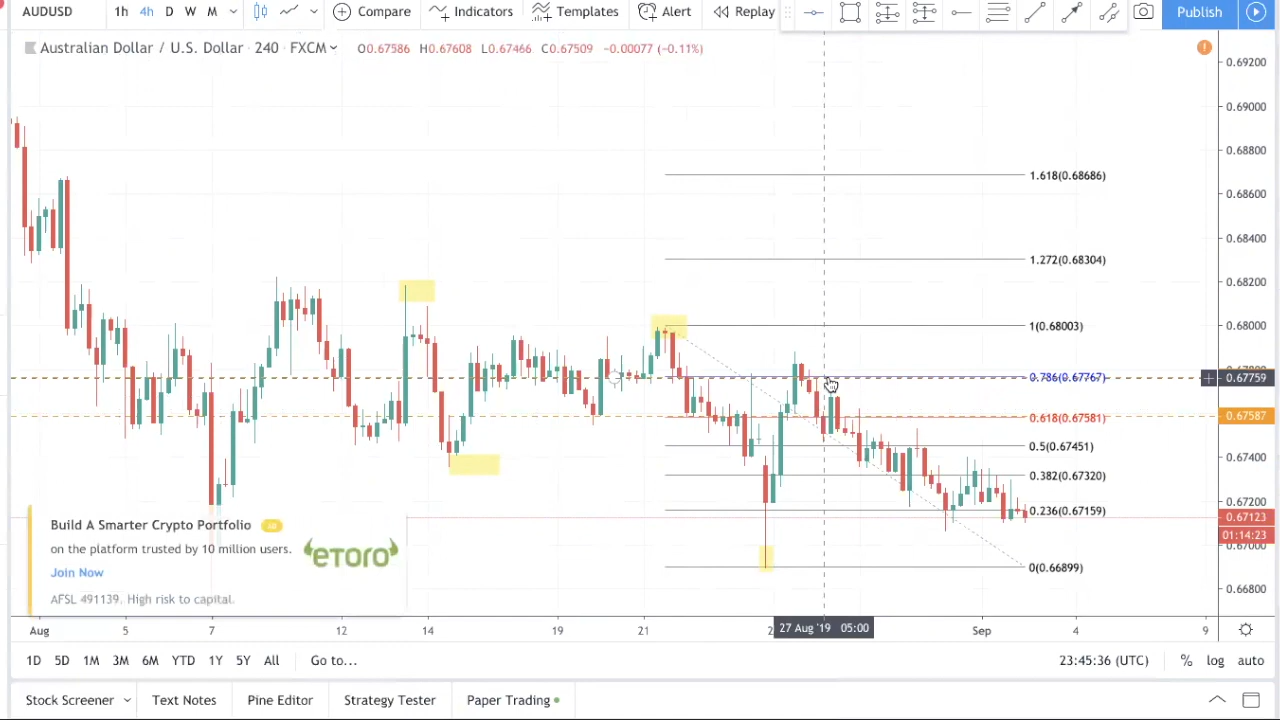 AUDUSD 1h 4h D W M Compare Indicators Templates Alert Replay Publish
Australian Dollar / U.S. Dollar · 240 · FXCM O0.67586 H0.67608 L0.67466 C0.67509 −0.00077 (−0.11%)
0.69200
0.69000
0.68800
1.618(0.68686)
0.68600
0.68400
1.272(0.68304)
0.68200
1(0.68003)
0.68000
0.786(0.67767)
0.67759
0.618(0.67581)
0.67587
0.5(0.67451)
0.67400
0.382(0.67320)
0.67200
0.236(0.67159)
0.67123
01:14:23
0.67000
0(0.66899)
0.66800
Build A Smarter Crypto Portfolio
on the platform trusted by 10 million users.
eToro
Join Now
AFSL 491139. High risk to capital.
Aug 5 7 12 14 19 21 27 Aug '19 05:00 Sep 4 9
1D 5D 1M 3M 6M YTD 1Y 5Y All Go to... 23:45:36 (UTC) % log auto
Stock Screener Text Notes Pine Editor Strategy Tester Paper Trading